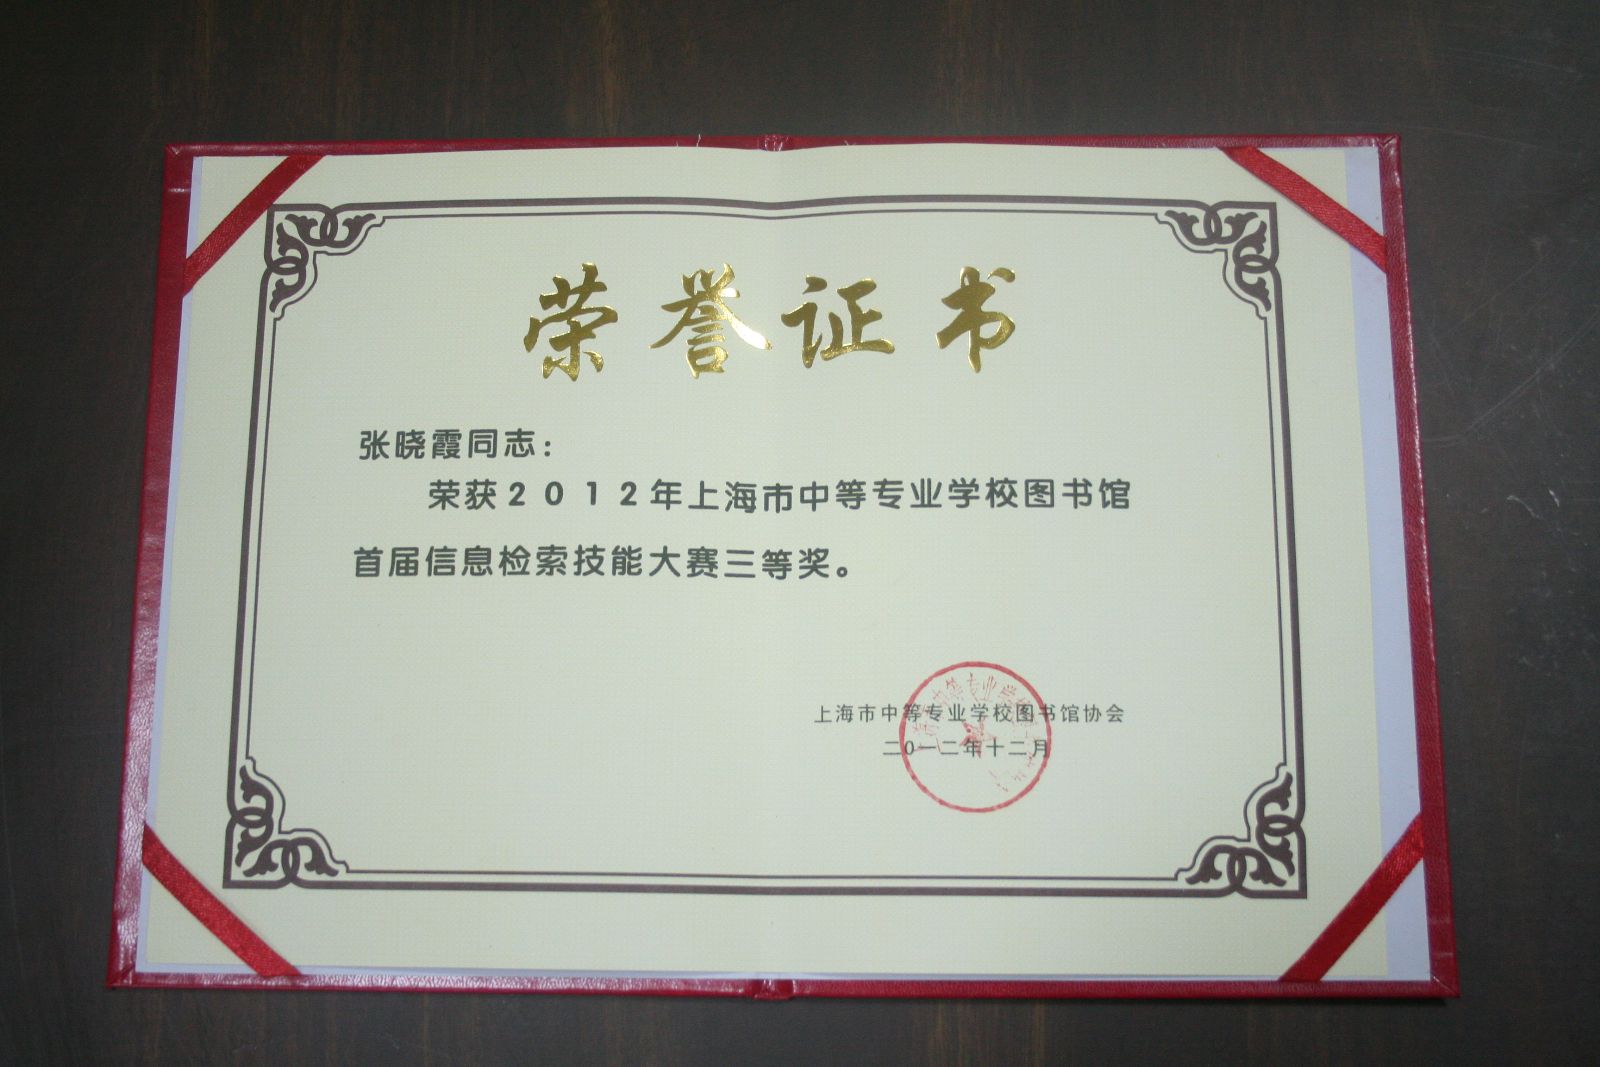 荣誉证书
张晓霞同志:
荣获2012年上海市中等专业学校图书馆
首届信息检索技能大赛三等奖。
上海市中等专业学校图书馆协会
二0一二年十二月